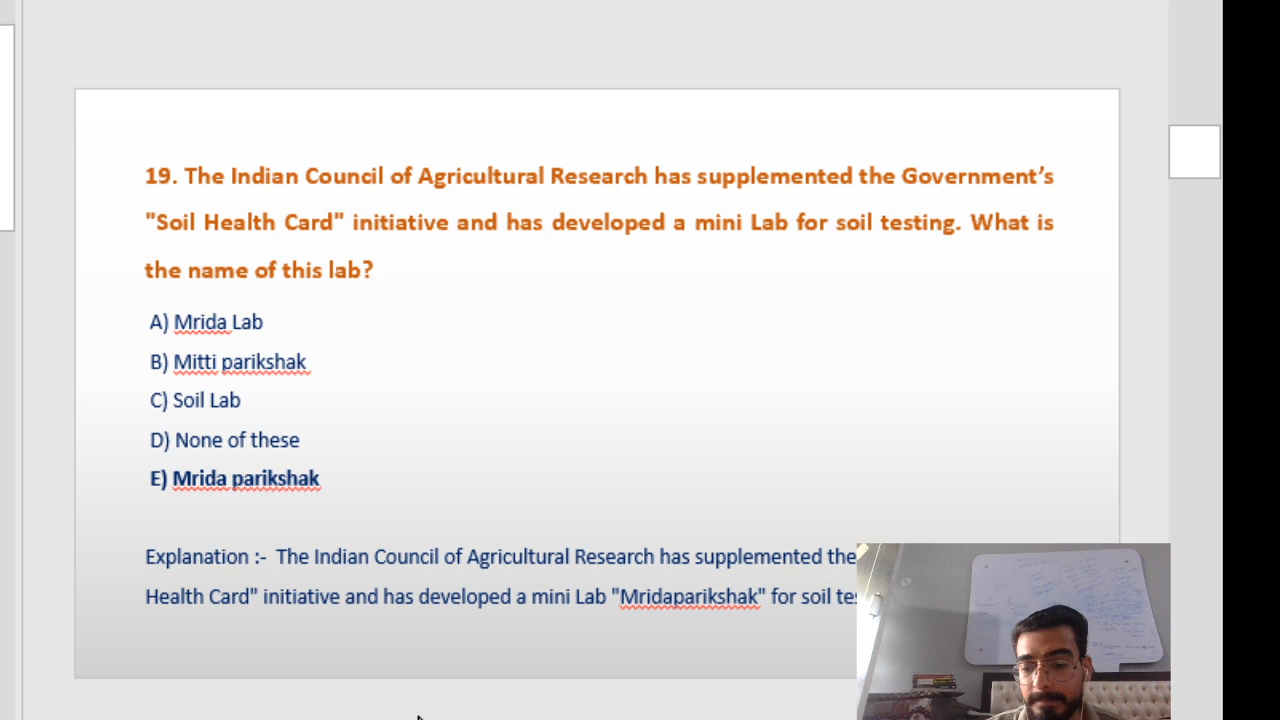 19. The Indian Council of Agricultural Research has supplemented the Government’s
"Soil Health Card" initiative and has developed a mini Lab for soil testing. What is
the name of this lab?
A) Mrida Lab
B) Mitti parikshak
C) Soil Lab
D) None of these
E) Mrida parikshak
Explanation :- The Indian Council of Agricultural Research has supplemented the
Health Card" initiative and has developed a mini Lab "Mridaparikshak" for soil